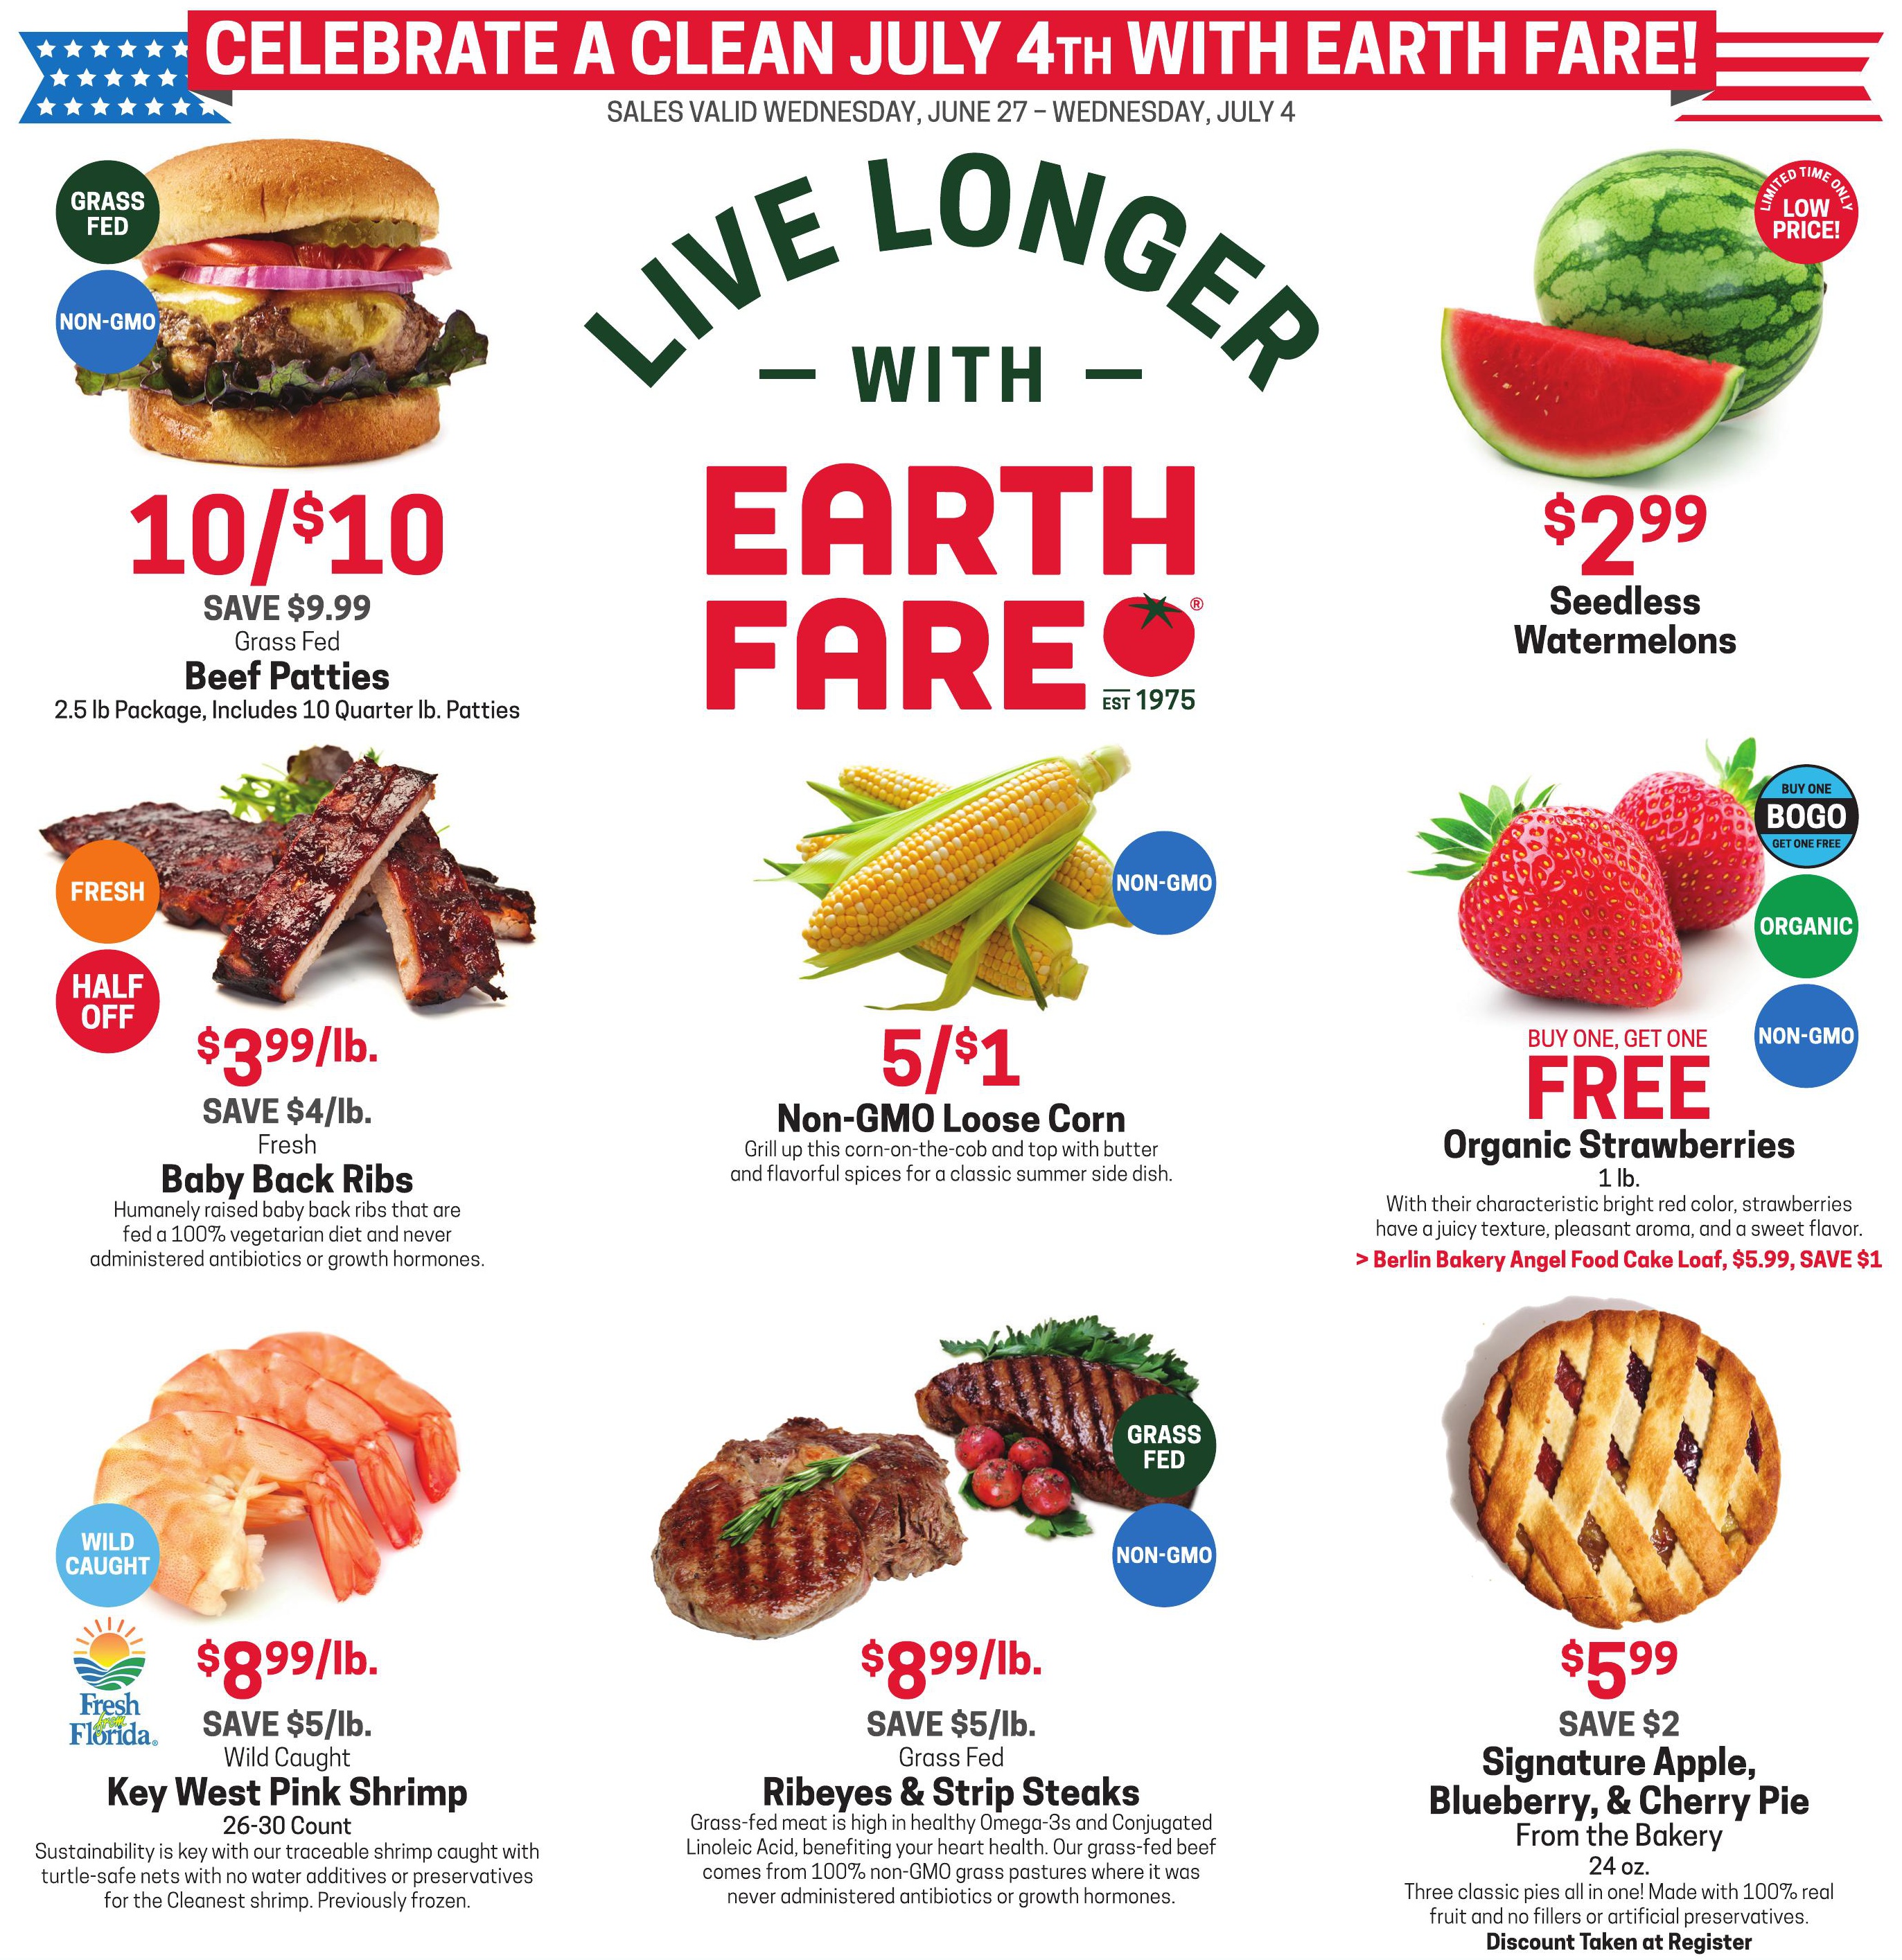 CELEBRATE A CLEAN JULY 4TH WITH EARTH FARE!
SALES VALID WEDNESDAY, JUNE 27 – WEDNESDAY, JULY 4
GRASS
FED
NON-GMO
10/$10
SAVE $9.99
Grass Fed
Beef Patties
2.5 lb Package, Includes 10 Quarter lb. Patties
LIVE LONGER
— WITH —
EARTH
FARE®
EST 1975
LIMITED TIME ONLY
LOW
PRICE!
$2 99
Seedless
Watermelons
FRESH
HALF
OFF
$3 99/lb.
SAVE $4/lb.
Fresh
Baby Back Ribs
Humanely raised baby back ribs that are
fed a 100% vegetarian diet and never
administered antibiotics or growth hormones.
NON-GMO
5/$1
Non-GMO Loose Corn
Grill up this corn-on-the-cob and top with butter
and flavorful spices for a classic summer side dish.
BUY ONE
BOGO
GET ONE FREE
ORGANIC
NON-GMO
BUY ONE, GET ONE
FREE
Organic Strawberries
1 lb.
With their characteristic bright red color, strawberries
have a juicy texture, pleasant aroma, and a sweet flavor.
> Berlin Bakery Angel Food Cake Loaf, $5.99, SAVE $1
WILD
CAUGHT
Fresh
from
Florida®
$8 99/lb.
SAVE $5/lb.
Wild Caught
Key West Pink Shrimp
26-30 Count
Sustainability is key with our traceable shrimp caught with
turtle-safe nets with no water additives or preservatives
for the Cleanest shrimp. Previously frozen.
GRASS
FED
NON-GMO
$8 99/lb.
SAVE $5/lb.
Grass Fed
Ribeyes & Strip Steaks
Grass-fed meat is high in healthy Omega-3s and Conjugated
Linoleic Acid, benefiting your heart health. Our grass-fed beef
comes from 100% non-GMO grass pastures where it was
never administered antibiotics or growth hormones.
$5 99
SAVE $2
Signature Apple,
Blueberry, & Cherry Pie
From the Bakery
24 oz.
Three classic pies all in one! Made with 100% real
fruit and no fillers or artificial preservatives.
Discount Taken at Register